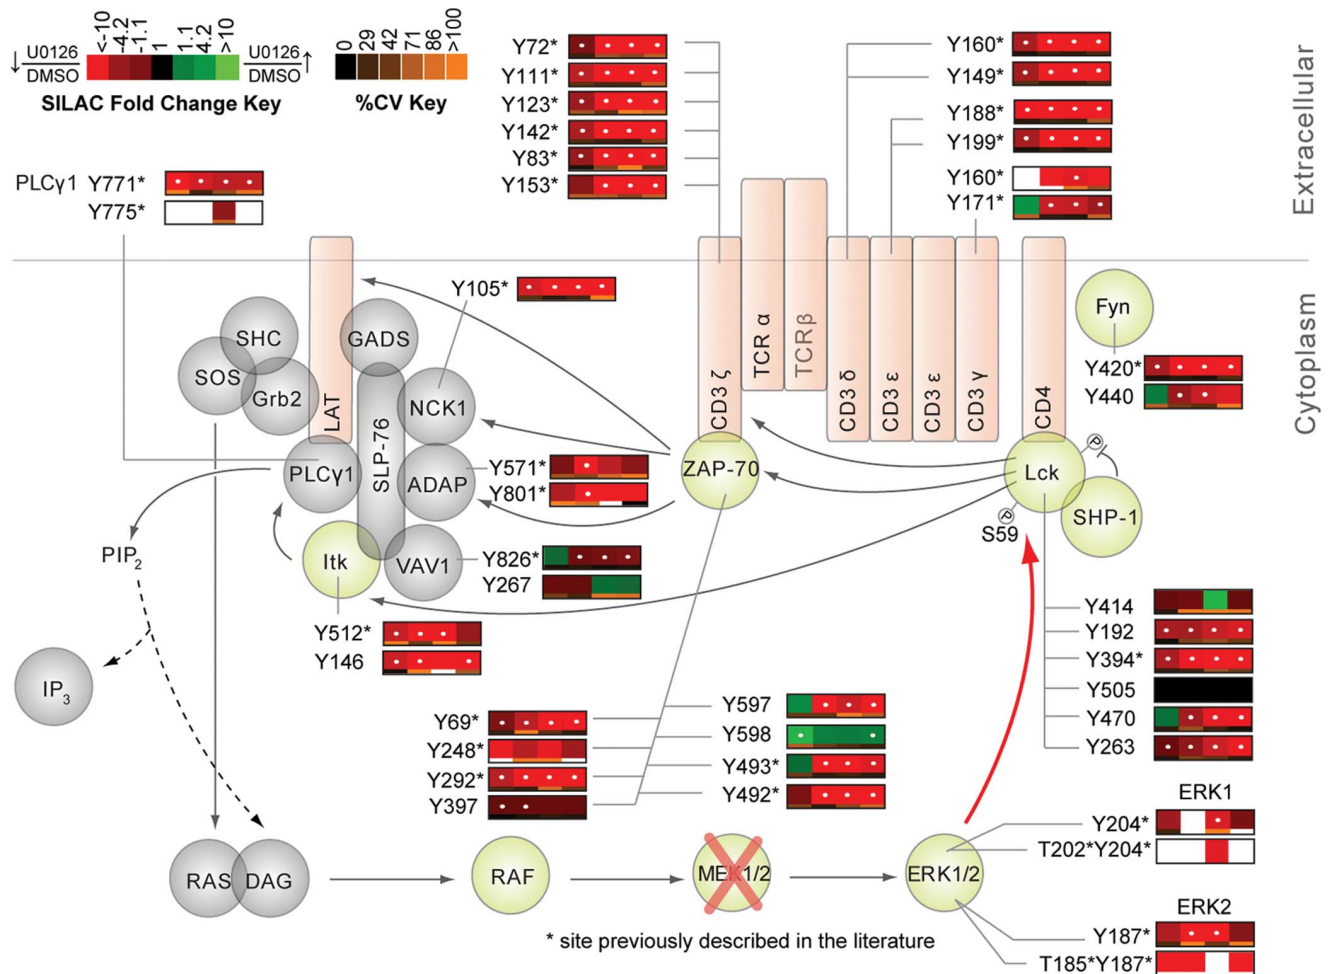 <-10
-4.2
-1.1
1
1.1
4.2
>10
↓ U0126
DMSO
U0126 ↑
DMSO
SILAC Fold Change Key
0
29
42
71
86
>100
%CV Key
Y72*
Y111*
Y123*
Y142*
Y83*
Y153*
Y160*
Y149*
Y188*
Y199*
Y160*
Y171*
Extracellular
Cytoplasm
PLCγ1 Y771*
Y775*
Y105*
SHC
SOS
Grb2
LAT
GADS
SLP-76
NCK1
ADAP
PLCγ1
Itk
VAV1
Y571*
Y801*
Y826*
Y267
Y512*
Y146
CD3 ζ
TCR α
TCR β
CD3 δ
CD3 ε
CD3 ε
CD3 γ
CD4
Fyn
Y420*
Y440
ZAP-70
Lck
P
P
S59
SHP-1
PIP2
IP3
Y414
Y192
Y394*
Y505
Y470
Y263
Y69*
Y248*
Y292*
Y397
Y597
Y598
Y493*
Y492*
RAS
DAG
RAF
MEK1/2
ERK1/2
ERK1
Y204*
T202*Y204*
ERK2
Y187*
T185*Y187*
* site previously described in the literature